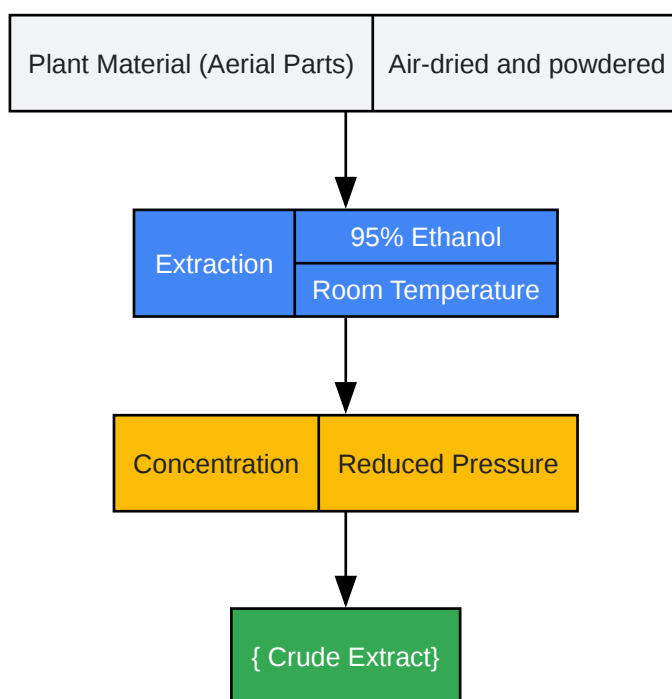 Plant Material (Aerial Parts)
Air-dried and powdered
Extraction
95% Ethanol
Room Temperature
Concentration
Reduced Pressure
{ Crude Extract}